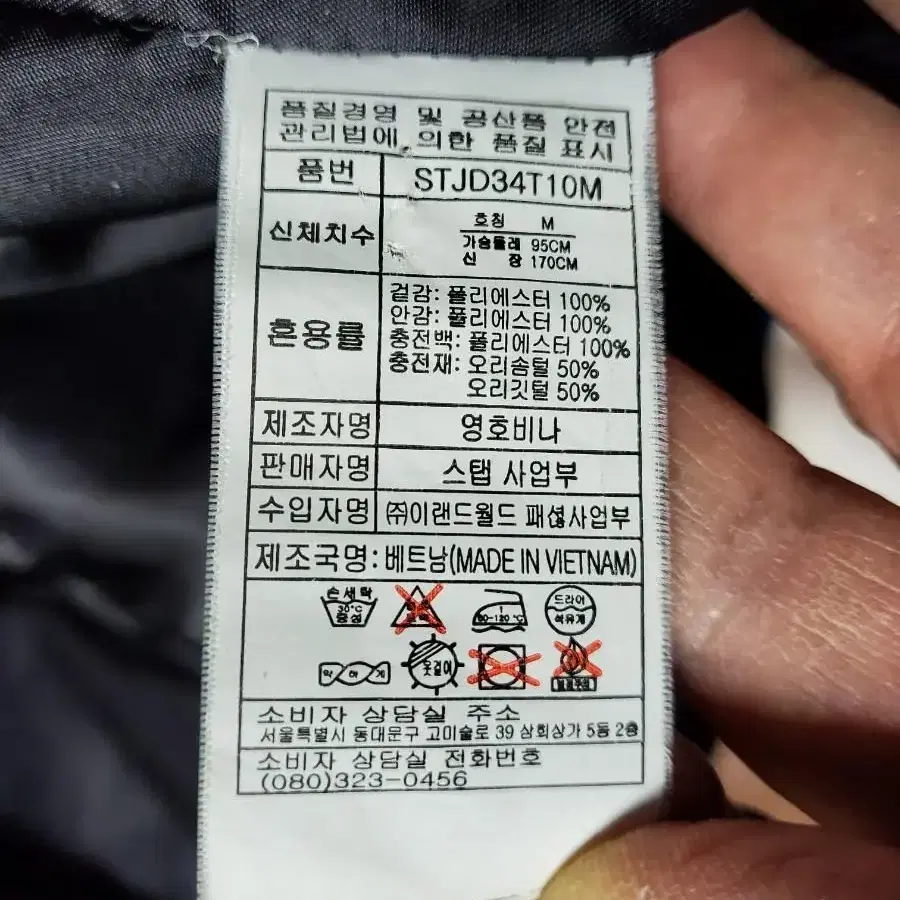 품질경영 및 공산품 안전
관리법에 의한 품질 표시
품번 STJD34T10M
신체치수
호칭 M
가슴둘레 95CM
신 장 170CM
혼용률
겉감: 폴리에스터 100%
안감: 폴리에스터 100%
충전백: 폴리에스터 100%
충전재: 오리솜털 50%
오리깃털 50%
제조자명 영호비나
판매자명 스탭 사업부
수입자명 ㈜이랜드월드 패션사업부
제조국명: 베트남(MADE IN VIETNAM)
손세탁 30°C 중성
드라이 석유계
약하게 옷걸이
소비자 상담실 주소
서울특별시 동대문구 고미술로 39 삼희상가 5동 2층
소비자 상담실 전화번호
(080)323-0456